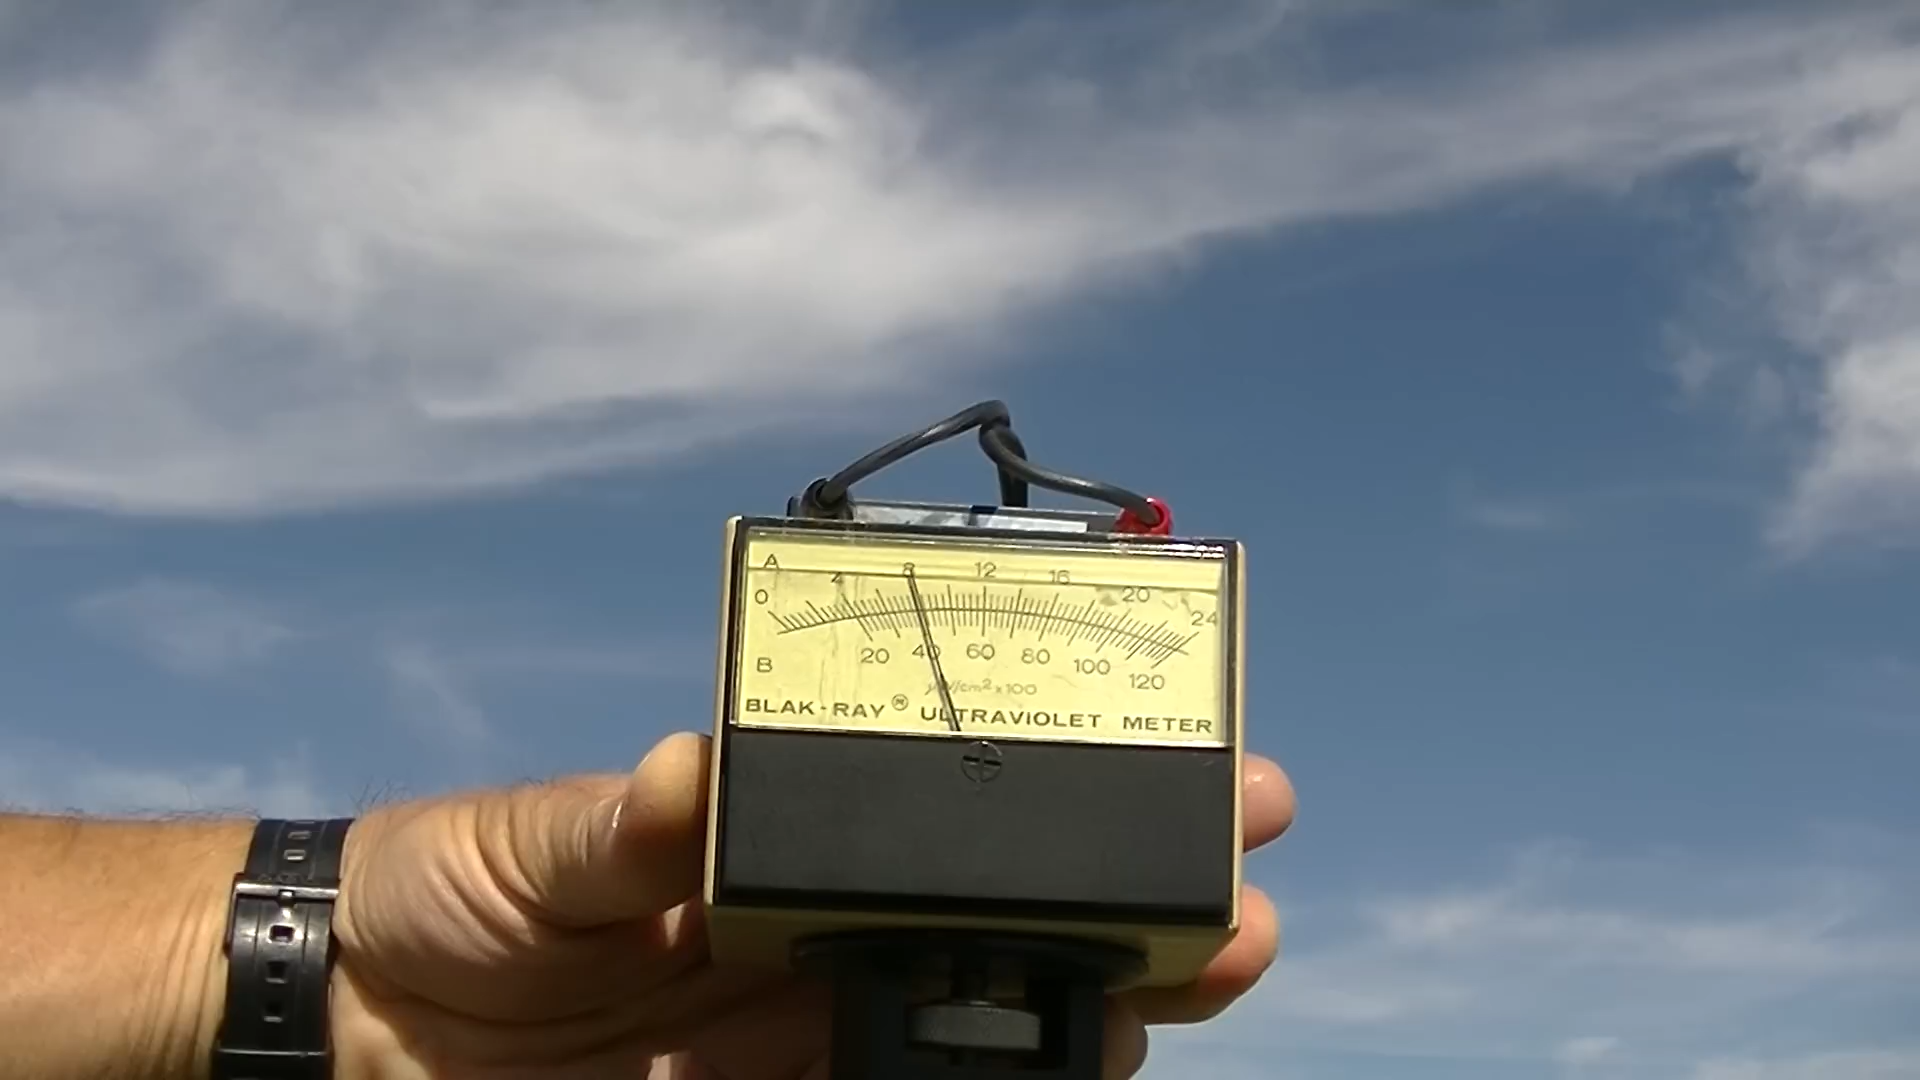 A
0 4 8 12 16 20 24
B
20 40 60 80 100 120
µW/cm² x 100
BLAK-RAY® ULTRAVIOLET METER